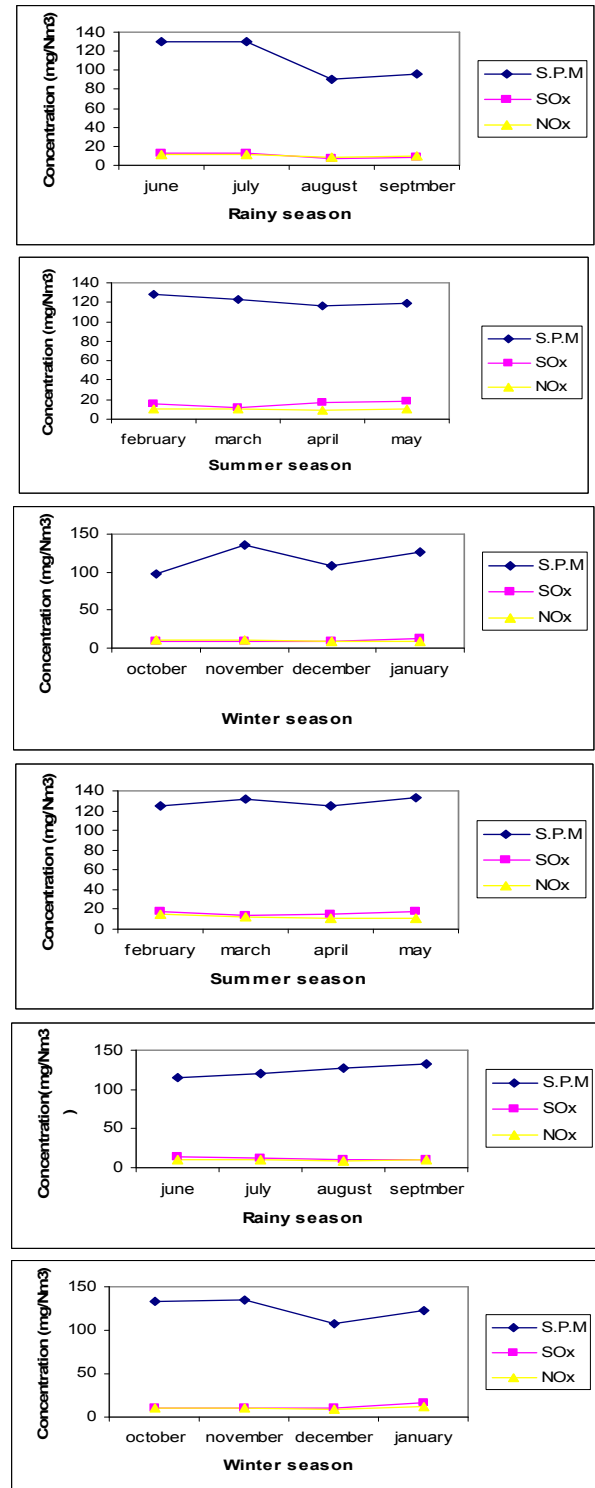 Concentration (mg/Nm3)
140
120
100
80
60
40
20
0
june july august septmber
Rainy season
S.P.M
SOx
NOx
Concentration (mg/Nm3)
140
120
100
80
60
40
20
0
february march april may
Summer season
S.P.M
SOx
NOx
Concentration (mg/Nm3)
150
100
50
0
october november december january
Winter season
S.P.M
SOx
NOx
Concentration (mg/Nm3)
140
120
100
80
60
40
20
0
february march april may
Summer season
S.P.M
SOx
NOx
Concentration(mg/Nm3
)
150
100
50
0
june july august septmber
Rainy season
S.P.M
SOx
NOx
Concentration (mg/Nm3)
150
100
50
0
october november december january
Winter season
S.P.M
SOx
NOx